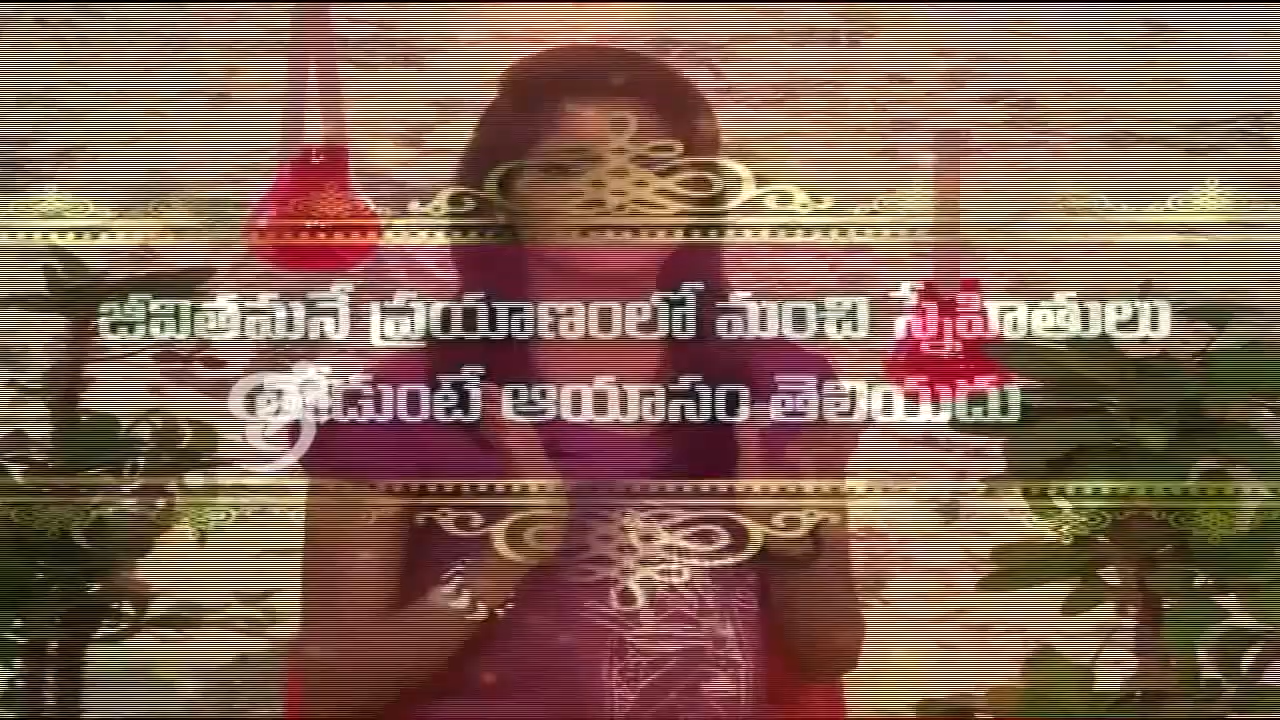 జీవితమనే ప్రయాణంలో మంచి స్నేహితులు
తోడుంటే ఆయాసం తెలియదు